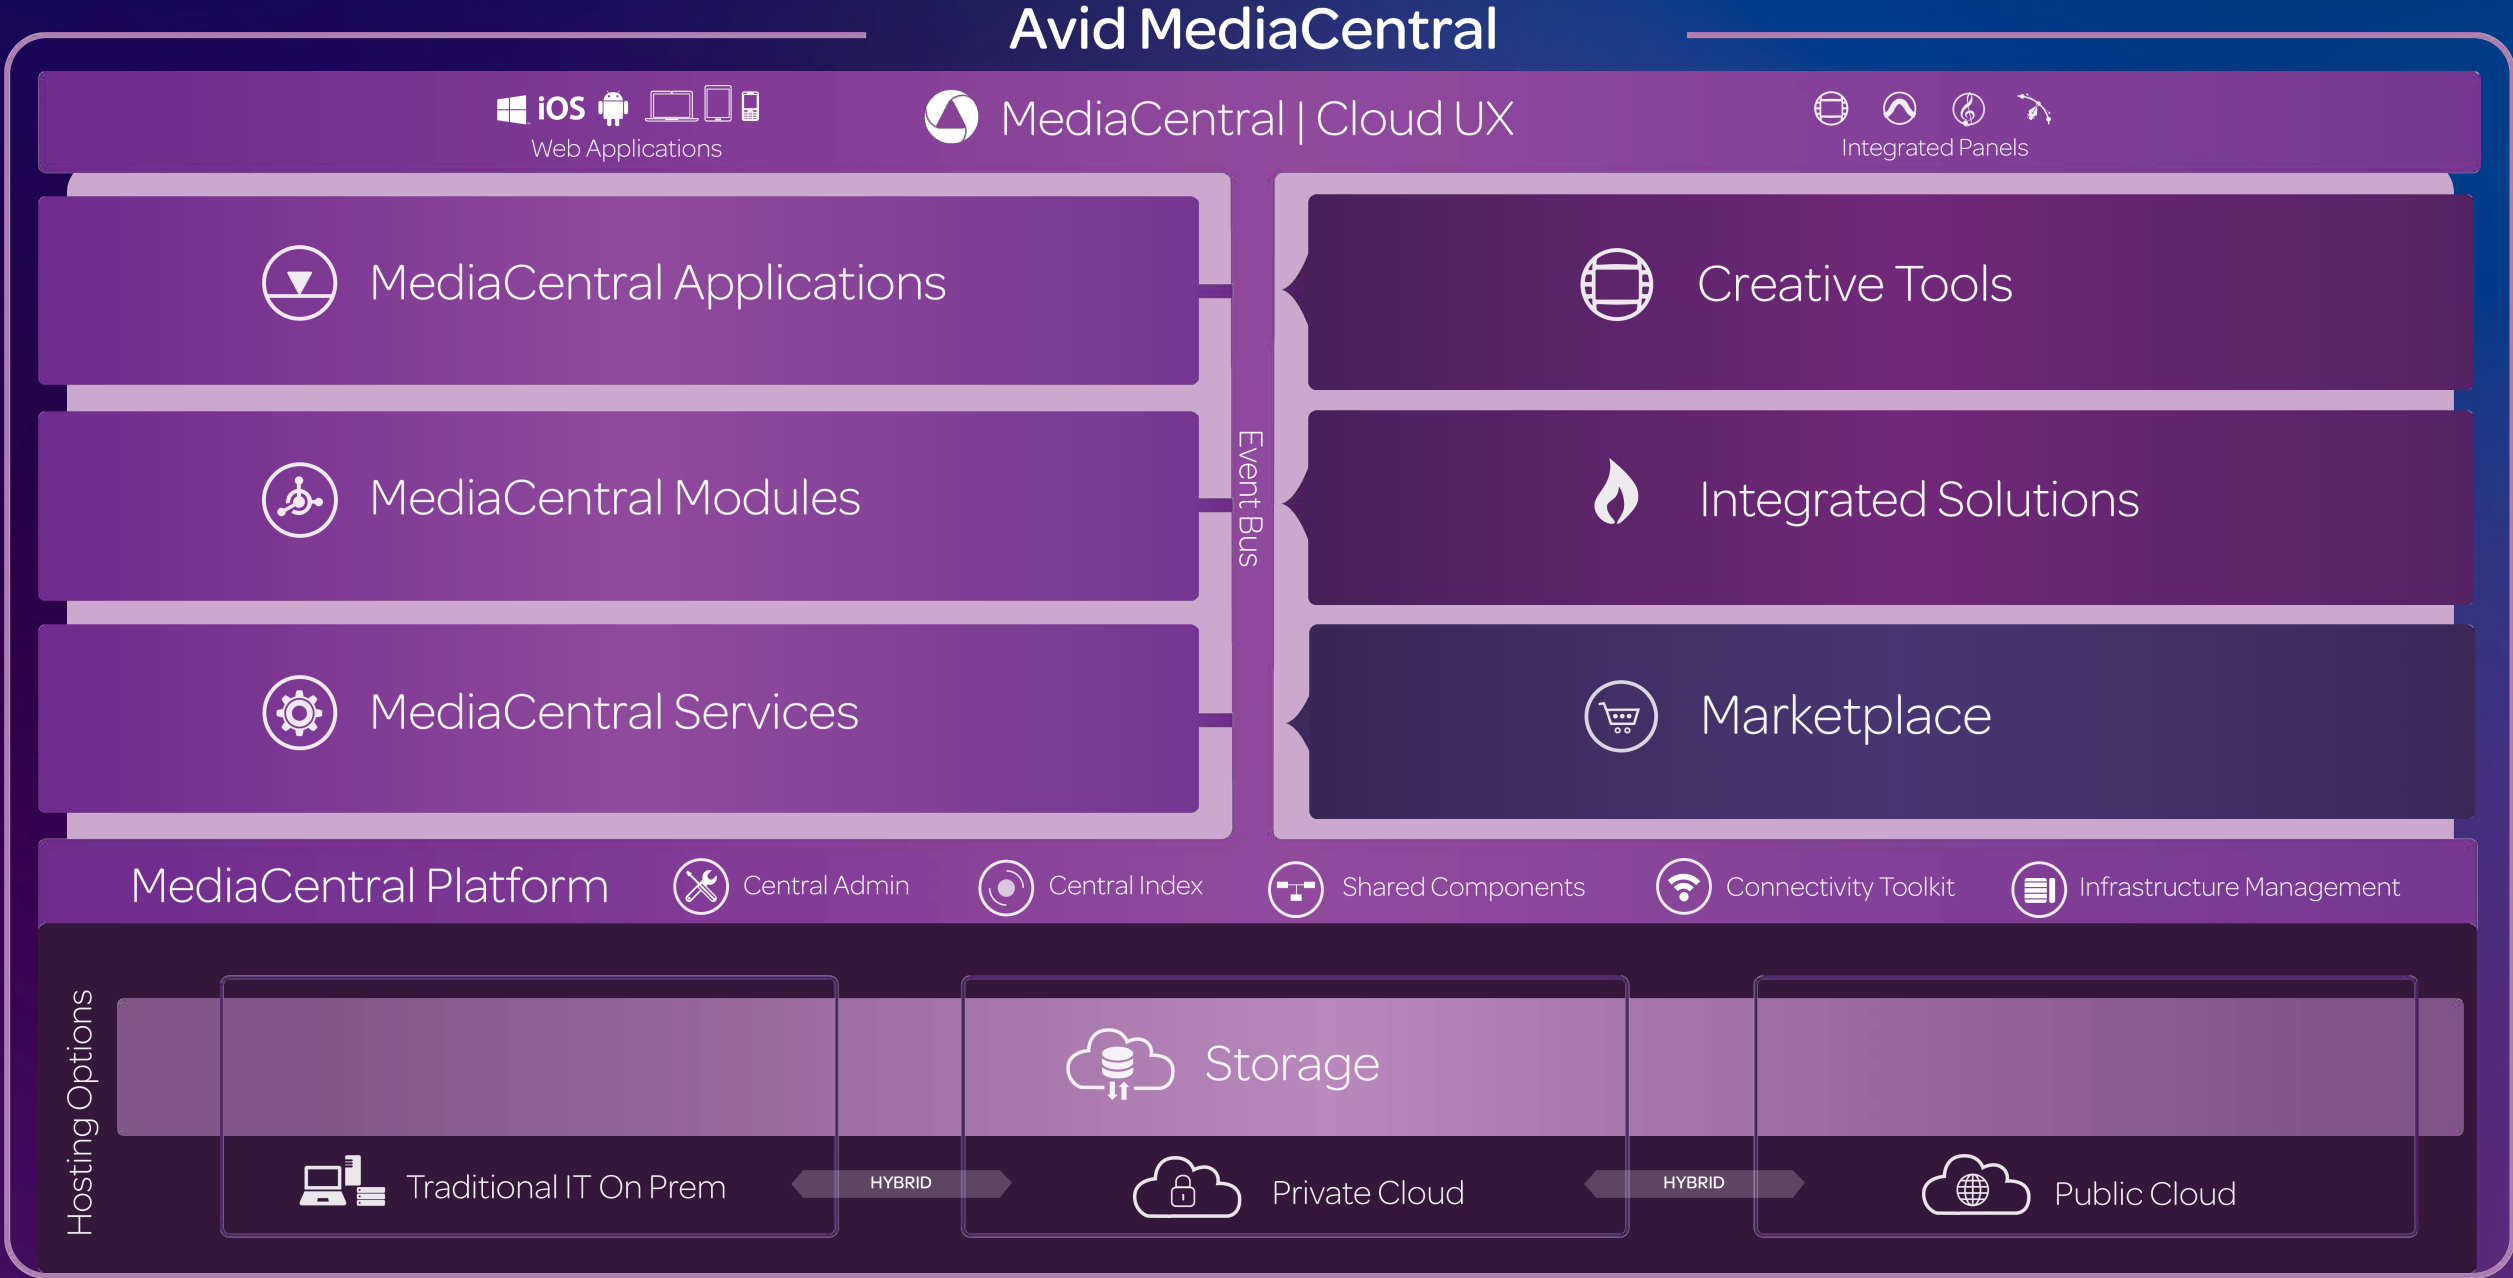 Avid MediaCentral
iOS
Web Applications
MediaCentral | Cloud UX
Integrated Panels
MediaCentral Applications
Creative Tools
MediaCentral Modules
Event Bus
Integrated Solutions
MediaCentral Services
Marketplace
MediaCentral Platform
Central Admin
Central Index
Shared Components
Connectivity Toolkit
Infrastructure Management
Hosting Options
Storage
Traditional IT On Prem
HYBRID
Private Cloud
HYBRID
Public Cloud